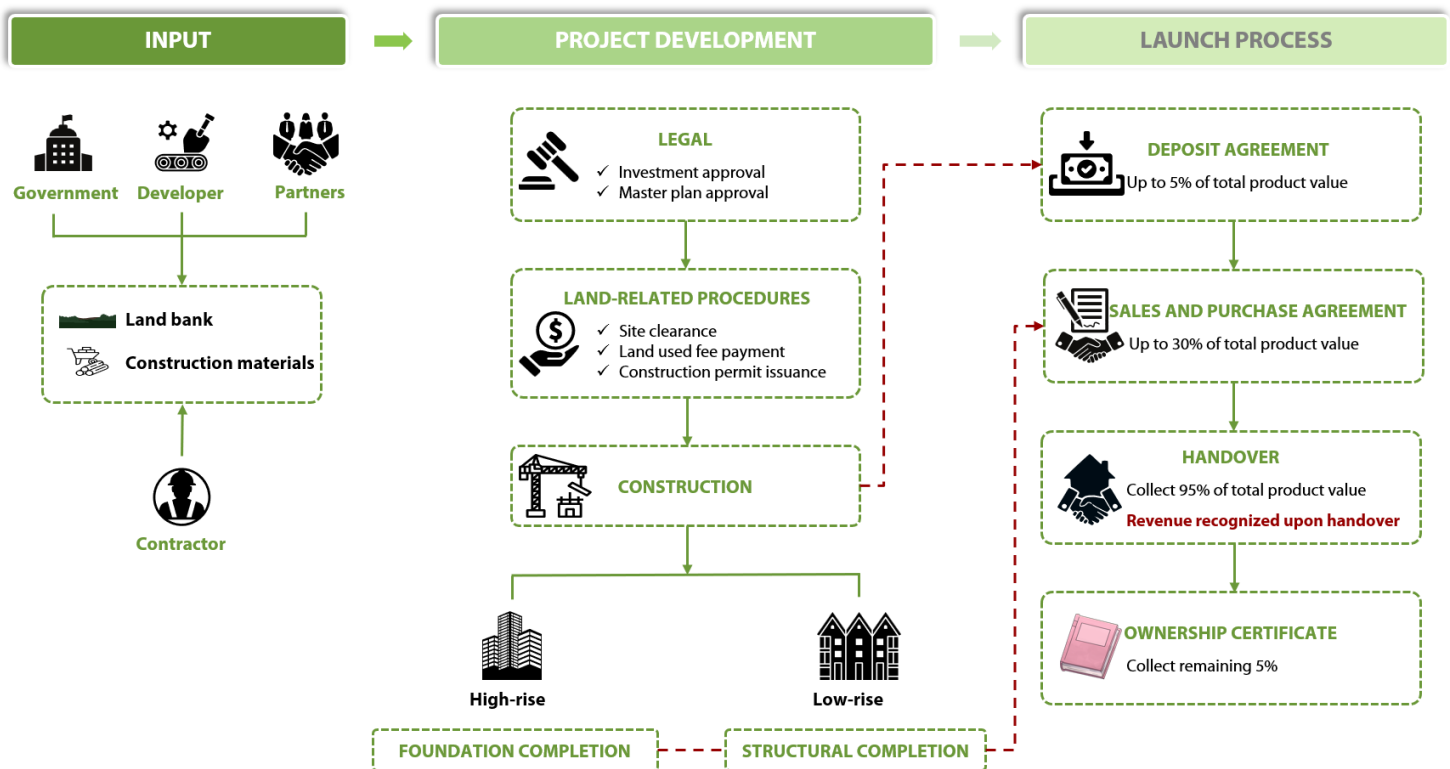 INPUT
PROJECT DEVELOPMENT
LAUNCH PROCESS
Government
Developer
Partners
Land bank
Construction materials
Contractor
LEGAL
✓ Investment approval
✓ Master plan approval
LAND-RELATED PROCEDURES
$
✓ Site clearance
✓ Land used fee payment
✓ Construction permit issuance
CONSTRUCTION
High-rise
Low-rise
FOUNDATION COMPLETION
STRUCTURAL COMPLETION
DEPOSIT AGREEMENT
Up to 5% of total product value
SALES AND PURCHASE AGREEMENT
Up to 30% of total product value
HANDOVER
Collect 95% of total product value
Revenue recognized upon handover
OWNERSHIP CERTIFICATE
Collect remaining 5%